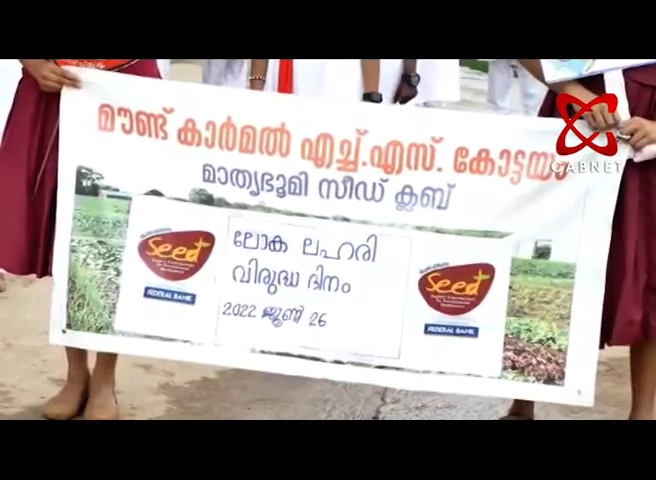 CABNET
മൗണ്ട് കാർമൽ എച്ച്.എസ്. കോട്ടയം
മാതൃഭൂമി സീഡ് ക്ലബ്
ലോക ലഹരി
വിരുദ്ധ ദിനം
2022 ജൂൺ 26
Seed
FEDERAL BANK
Seed
FEDERAL BANK